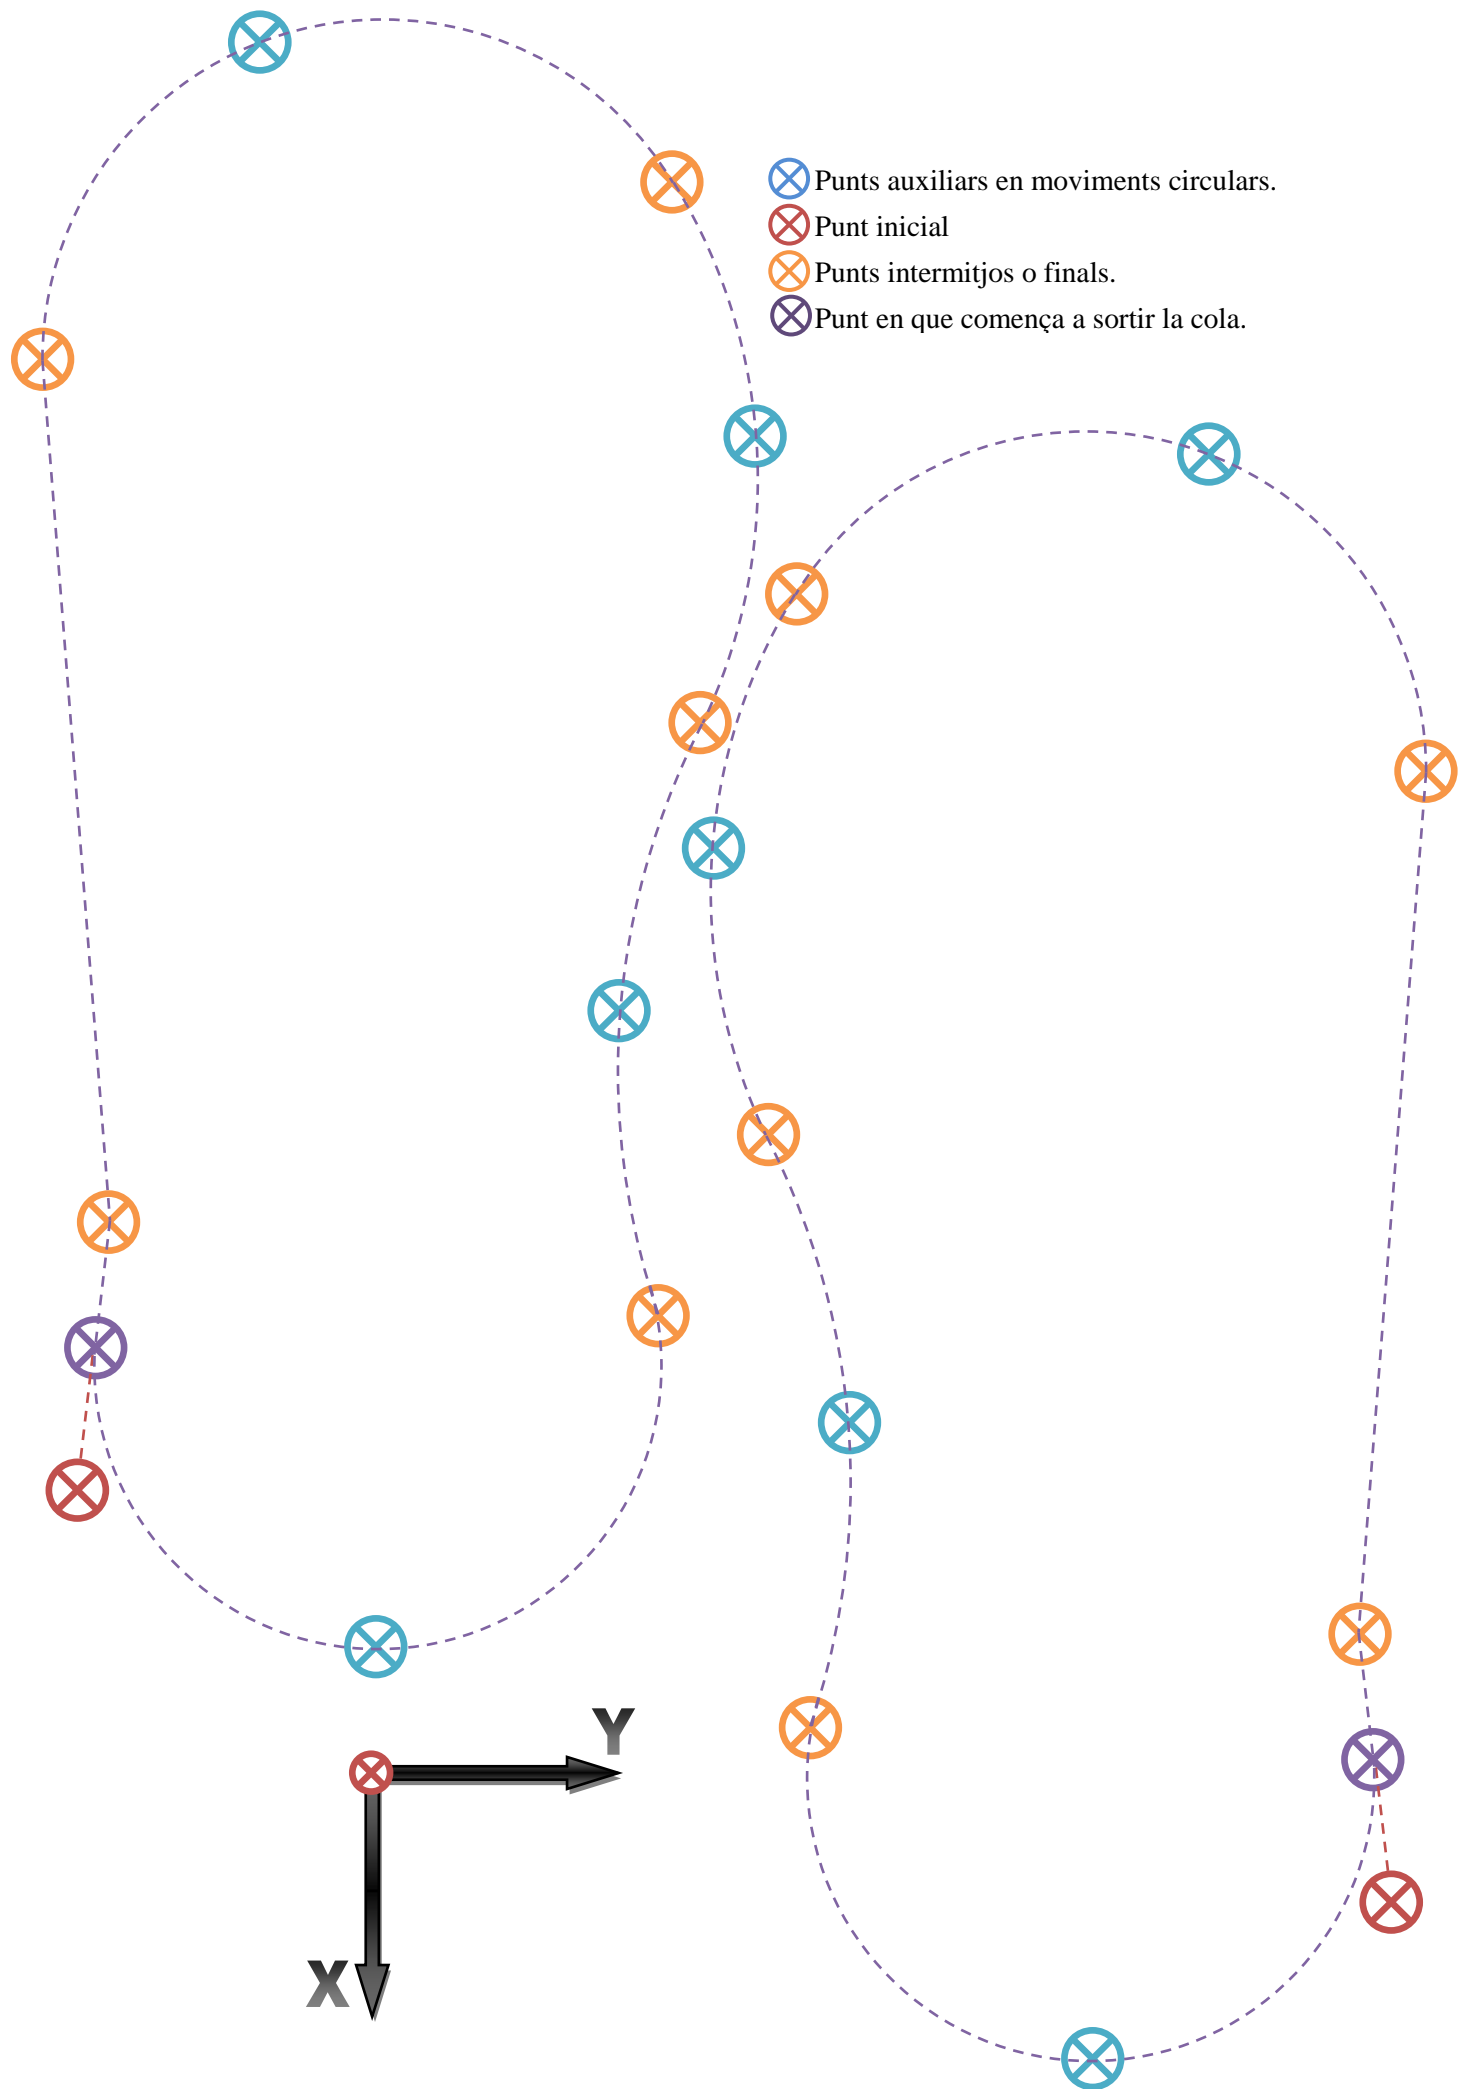 Punts auxiliars en moviments circulars.
Punt inicial
Punts intermitjos o finals.
Punt en que comença a sortir la cola.
Y
X